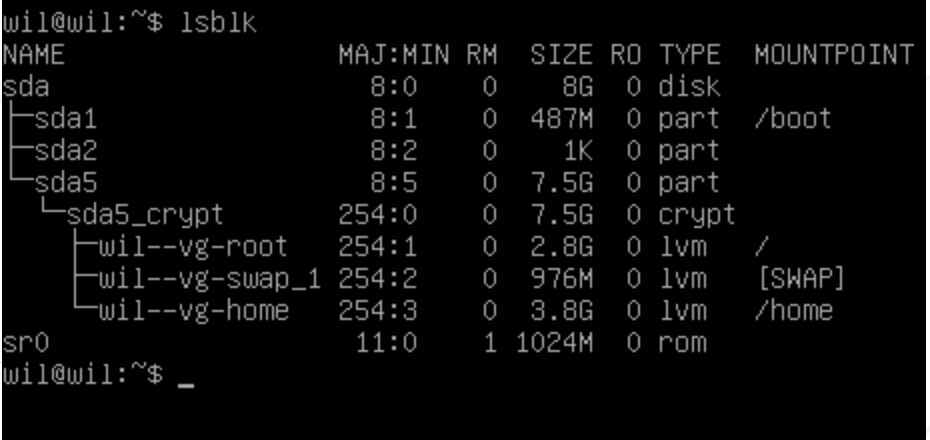 wil@wil:~$ lsblk
NAME                  MAJ:MIN RM  SIZE RO TYPE  MOUNTPOINT
sda                     8:0    0    8G  0 disk
├─sda1                  8:1    0  487M  0 part  /boot
├─sda2                  8:2    0    1K  0 part
└─sda5                  8:5    0  7.5G  0 part
  └─sda5_crypt        254:0    0  7.5G  0 crypt
    ├─wil--vg-root    254:1    0  2.8G  0 lvm   /
    ├─wil--vg-swap_1 254:2    0  976M  0 lvm   [SWAP]
    └─wil--vg-home    254:3    0  3.8G  0 lvm   /home
sr0                    11:0    1 1024M  0 rom
wil@wil:~$ _